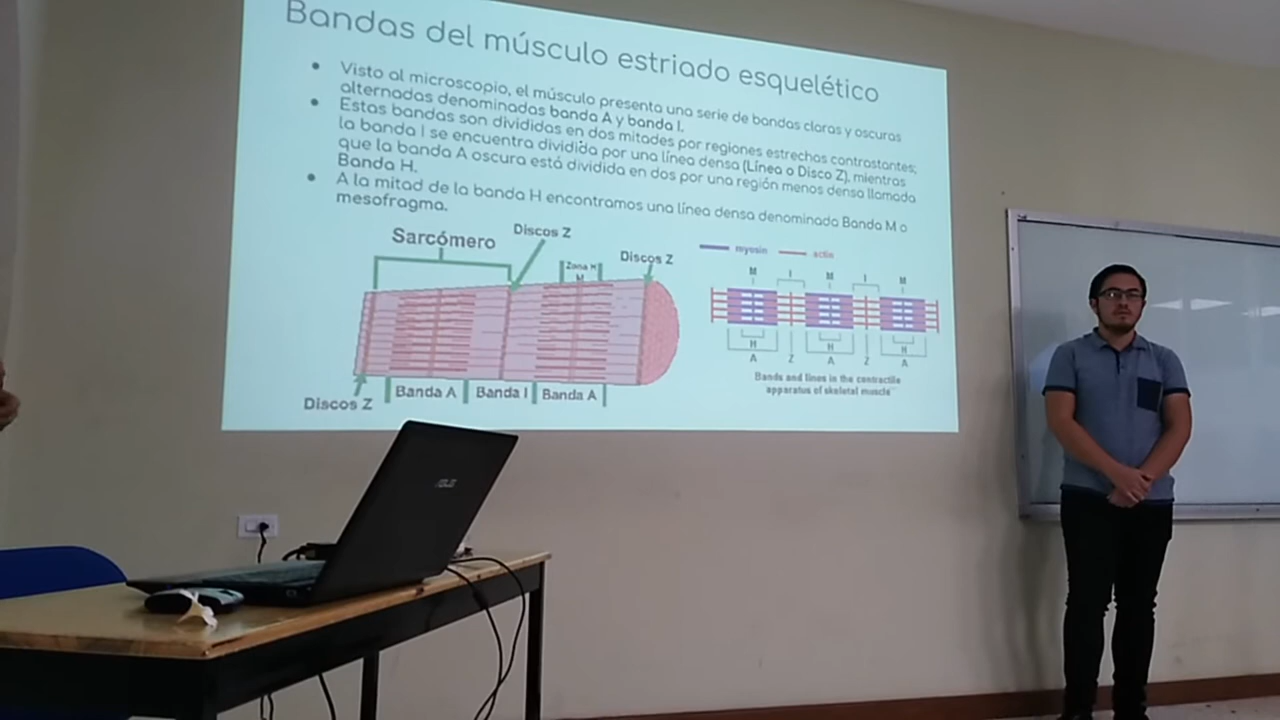 Bandas del músculo estriado esquelético
• Visto al microscopio, el músculo presenta una serie de bandas claras y oscuras
alternadas denominadas banda A y banda I.
• Estas bandas son divididas en dos mitades por regiones estrechas contrastantes;
la banda I se encuentra dividida por una línea densa (Línea o Disco Z), mientras
que la banda A oscura está dividida en dos por una región menos densa llamada
Banda H.
• A la mitad de la banda H encontramos una línea densa denominada Banda M o
mesofragma.
Sarcómero
Discos Z
Zona H
M
Discos Z
Discos Z
Banda A
Banda I
Banda A
myosin
actin
M I M I M
H H H
A Z A Z A
Bands and lines in the contractile
apparatus of skeletal muscle
ASUS